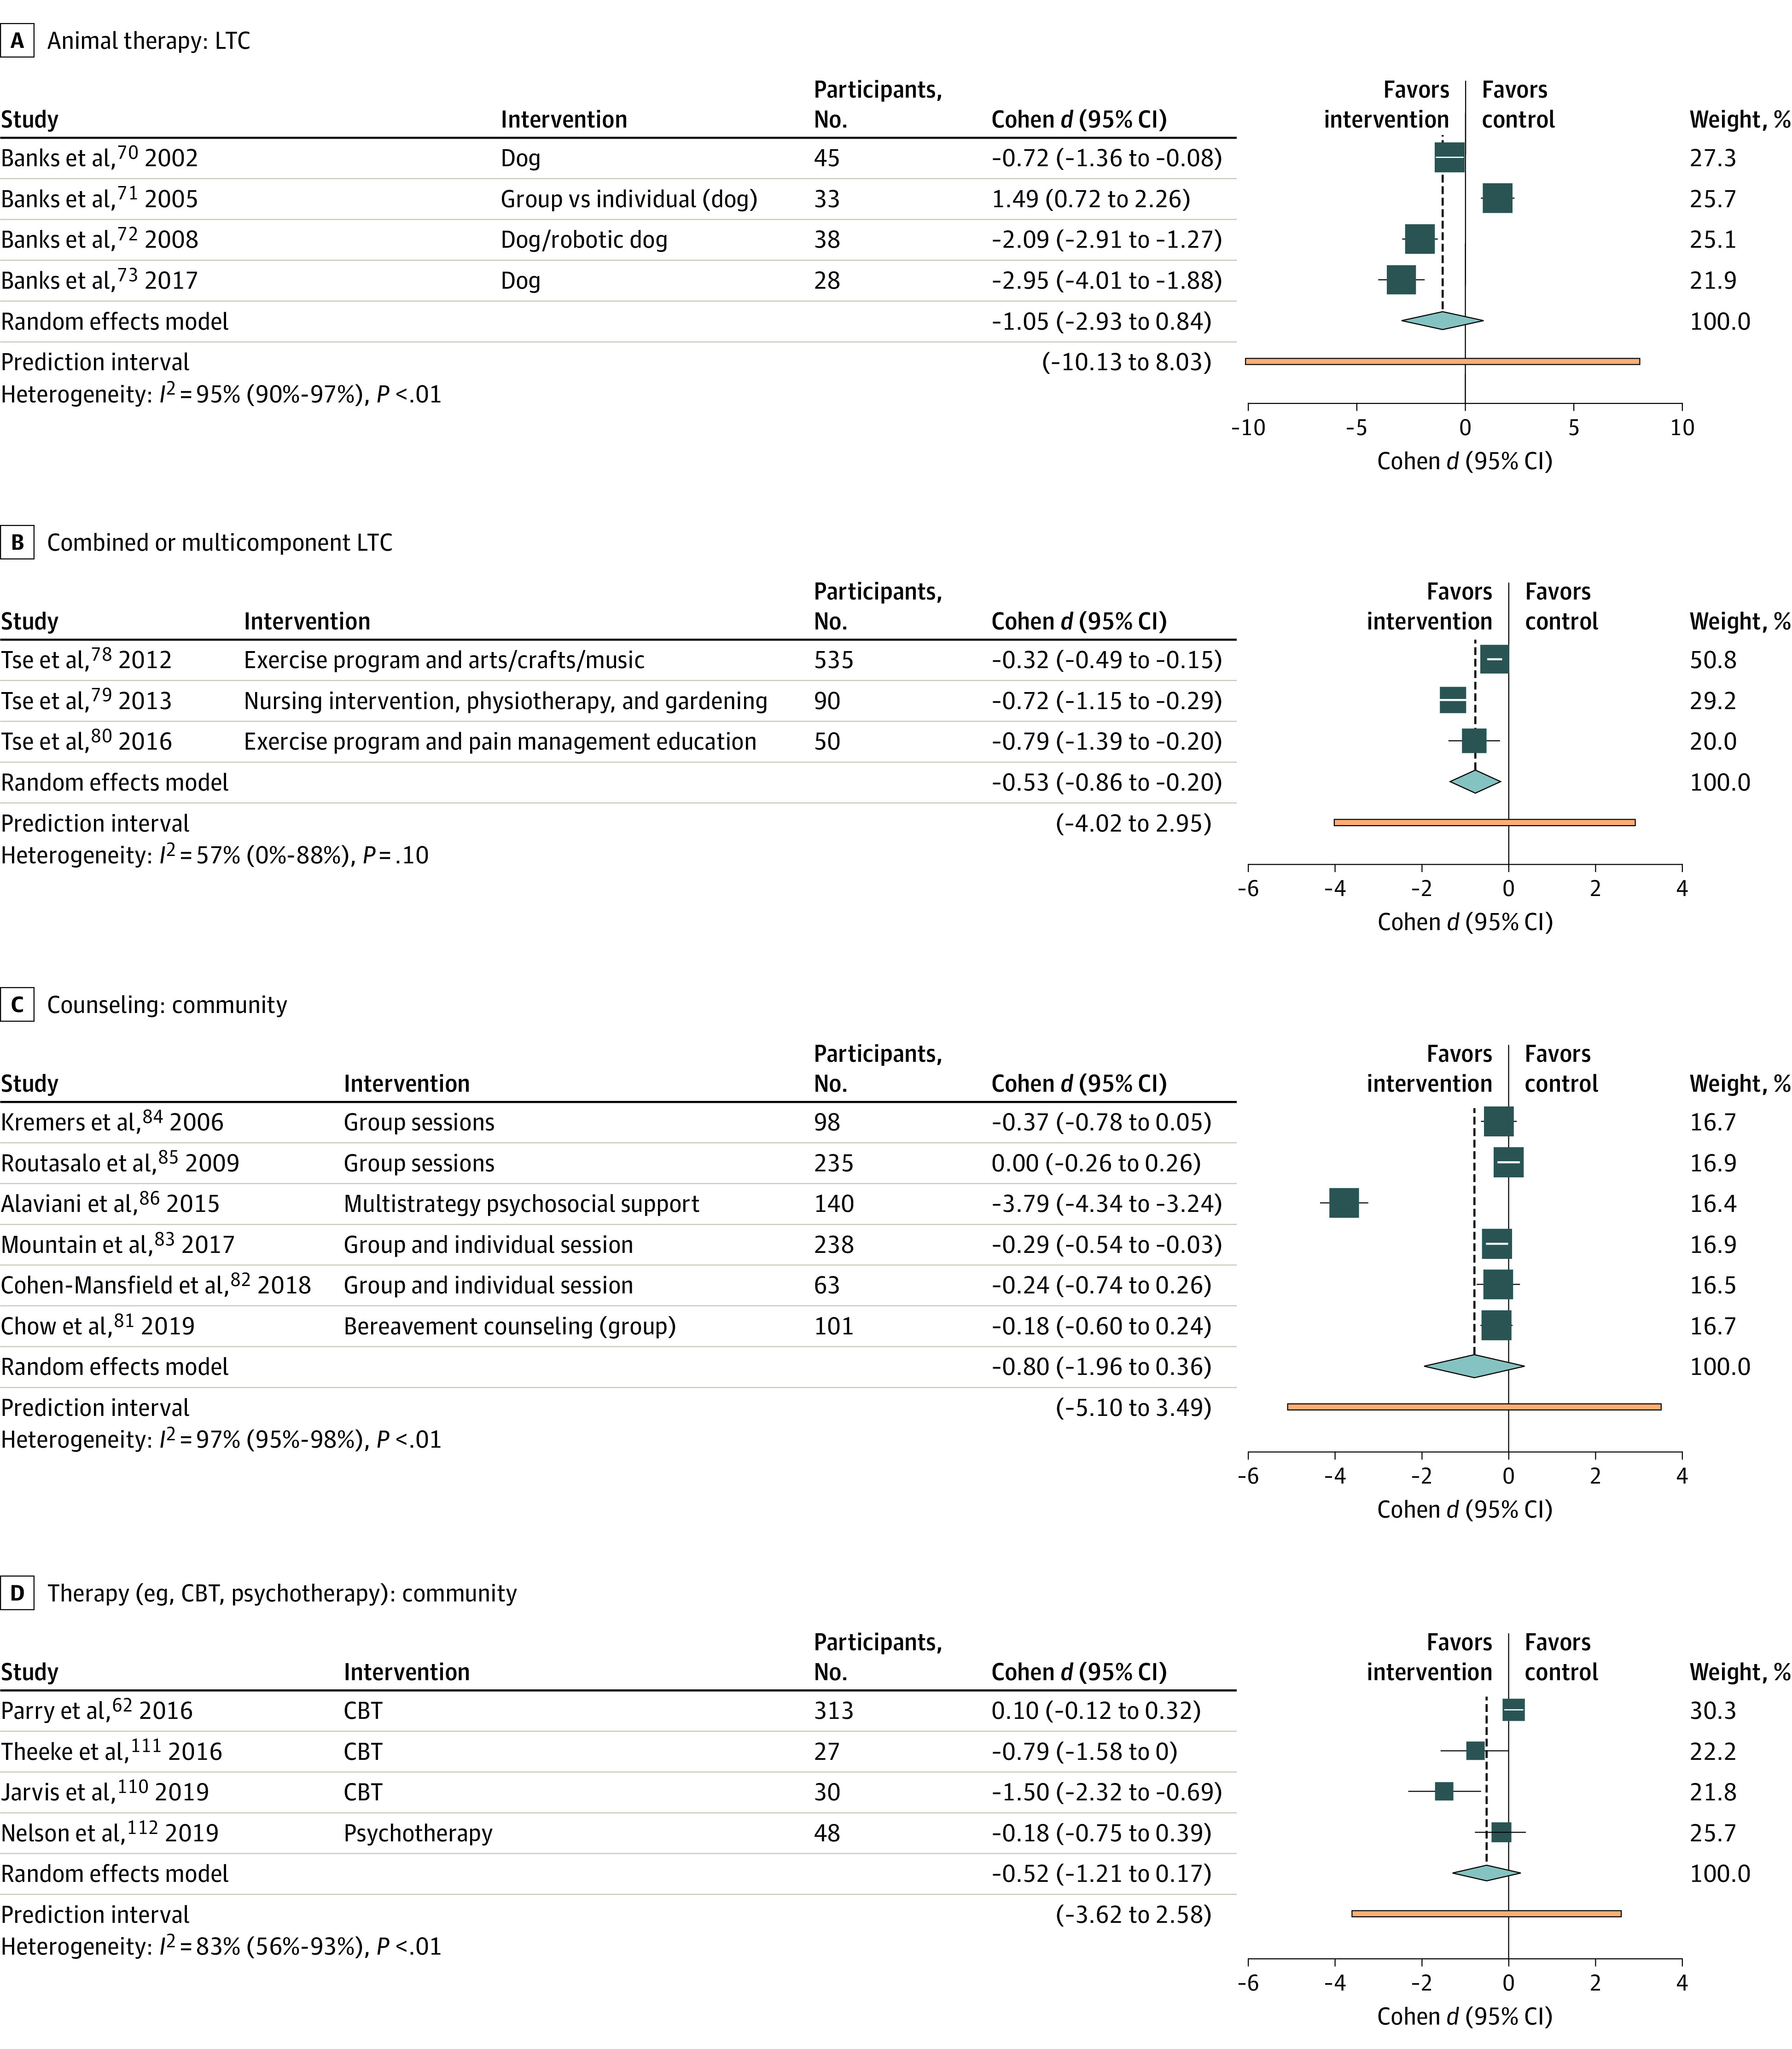 A Animal therapy: LTC
Participants, Favors Favors
Study Intervention No. Cohen d (95% CI) intervention control Weight, %
Banks et al,70 2002 Dog 45 -0.72 (-1.36 to -0.08) 27.3
Banks et al,71 2005 Group vs individual (dog) 33 1.49 (0.72 to 2.26) 25.7
Banks et al,72 2008 Dog/robotic dog 38 -2.09 (-2.91 to -1.27) 25.1
Banks et al,73 2017 Dog 28 -2.95 (-4.01 to -1.88) 21.9
Random effects model -1.05 (-2.93 to 0.84) 100.0
Prediction interval (-10.13 to 8.03)
Heterogeneity: I2 = 95% (90%-97%), P <.01
-10 -5 0 5 10
Cohen d (95% CI)
B Combined or multicomponent LTC
Participants, Favors Favors
Study Intervention No. Cohen d (95% CI) intervention control Weight, %
Tse et al,78 2012 Exercise program and arts/crafts/music 535 -0.32 (-0.49 to -0.15) 50.8
Tse et al,79 2013 Nursing intervention, physiotherapy, and gardening 90 -0.72 (-1.15 to -0.29) 29.2
Tse et al,80 2016 Exercise program and pain management education 50 -0.79 (-1.39 to -0.20) 20.0
Random effects model -0.53 (-0.86 to -0.20) 100.0
Prediction interval (-4.02 to 2.95)
Heterogeneity: I2 = 57% (0%-88%), P = .10
-6 -4 -2 0 2 4
Cohen d (95% CI)
C Counseling: community
Participants, Favors Favors
Study Intervention No. Cohen d (95% CI) intervention control Weight, %
Kremers et al,84 2006 Group sessions 98 -0.37 (-0.78 to 0.05) 16.7
Routasalo et al,85 2009 Group sessions 235 0.00 (-0.26 to 0.26) 16.9
Alaviani et al,86 2015 Multistrategy psychosocial support 140 -3.79 (-4.34 to -3.24) 16.4
Mountain et al,83 2017 Group and individual session 238 -0.29 (-0.54 to -0.03) 16.9
Cohen-Mansfield et al,82 2018 Group and individual session 63 -0.24 (-0.74 to 0.26) 16.5
Chow et al,81 2019 Bereavement counseling (group) 101 -0.18 (-0.60 to 0.24) 16.7
Random effects model -0.80 (-1.96 to 0.36) 100.0
Prediction interval (-5.10 to 3.49)
Heterogeneity: I2 = 97% (95%-98%), P <.01
-6 -4 -2 0 2 4
Cohen d (95% CI)
D Therapy (eg, CBT, psychotherapy): community
Participants, Favors Favors
Study Intervention No. Cohen d (95% CI) intervention control Weight, %
Parry et al,62 2016 CBT 313 0.10 (-0.12 to 0.32) 30.3
Theeke et al,111 2016 CBT 27 -0.79 (-1.58 to 0) 22.2
Jarvis et al,110 2019 CBT 30 -1.50 (-2.32 to -0.69) 21.8
Nelson et al,112 2019 Psychotherapy 48 -0.18 (-0.75 to 0.39) 25.7
Random effects model -0.52 (-1.21 to 0.17) 100.0
Prediction interval (-3.62 to 2.58)
Heterogeneity: I2 = 83% (56%-93%), P <.01
-6 -4 -2 0 2 4
Cohen d (95% CI)